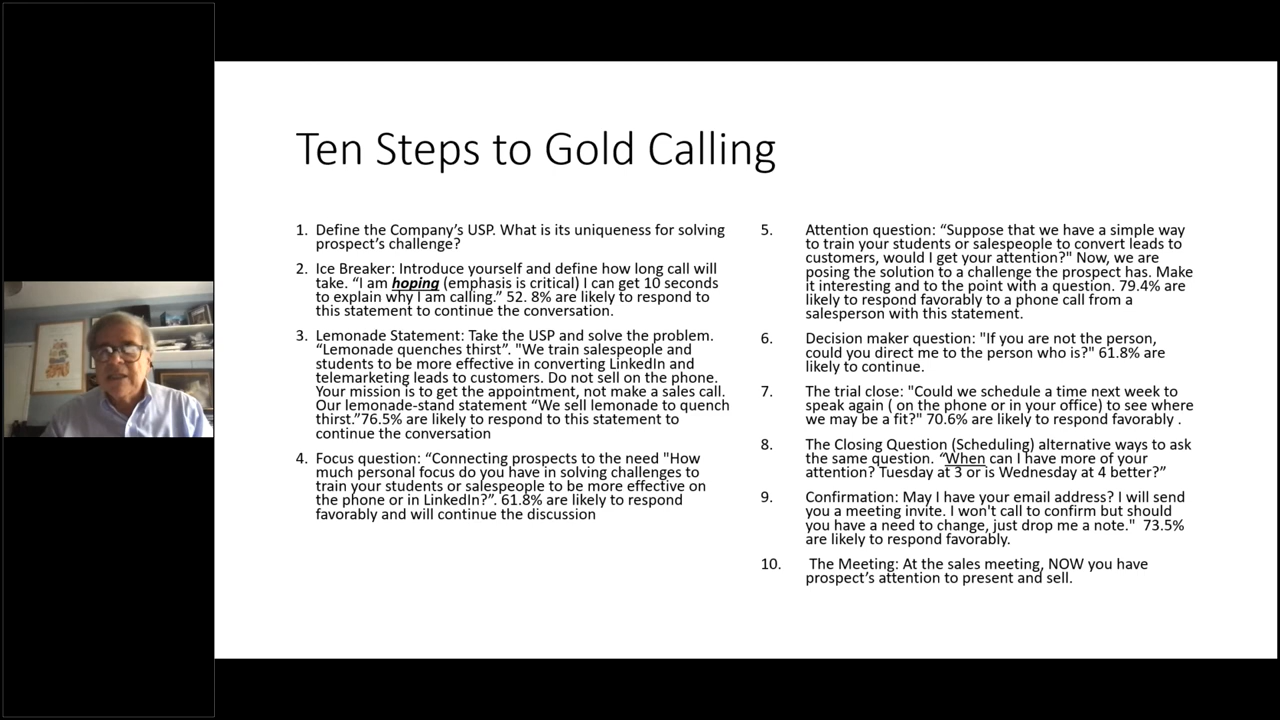 Ten Steps to Gold Calling
1. Define the Company's USP. What is its uniqueness for solving
prospect's challenge?
2. Ice Breaker: Introduce yourself and define how long call will
take. “I am hoping (emphasis is critical) I can get 10 seconds
to explain why I am calling.” 52. 8% are likely to respond to
this statement to continue the conversation.
3. Lemonade Statement: Take the USP and solve the problem.
“Lemonade quenches thirst”. "We train salespeople and
students to be more effective in converting LinkedIn and
telemarketing leads to customers. Do not sell on the phone.
Your mission is to get the appointment, not make a sales call.
Our lemonade-stand statement “We sell lemonade to quench
thirst.”76.5% are likely to respond to this statement to
continue the conversation
4. Focus question: “Connecting prospects to the need "How
much personal focus do you have in solving challenges to
train your students or salespeople to be more effective on
the phone or in LinkedIn?”. 61.8% are likely to respond
favorably and will continue the discussion
5. Attention question: “Suppose that we have a simple way
to train your students or salespeople to convert leads to
customers, would I get your attention?" Now, we are
posing the solution to a challenge the prospect has. Make
it interesting and to the point with a question. 79.4% are
likely to respond favorably to a phone call from a
salesperson with this statement.
6. Decision maker question: "If you are not the person,
could you direct me to the person who is?" 61.8% are
likely to continue.
7. The trial close: "Could we schedule a time next week to
speak again ( on the phone or in your office) to see where
we may be a fit?" 70.6% are likely to respond favorably .
8. The Closing Question (Scheduling) alternative ways to ask
the same question. “When can I have more of your
attention? Tuesday at 3 or is Wednesday at 4 better?”
9. Confirmation: May I have your email address? I will send
you a meeting invite. I won't call to confirm but should
you have a need to change, just drop me a note." 73.5%
are likely to respond favorably.
10. The Meeting: At the sales meeting, NOW you have
prospect's attention to present and sell.